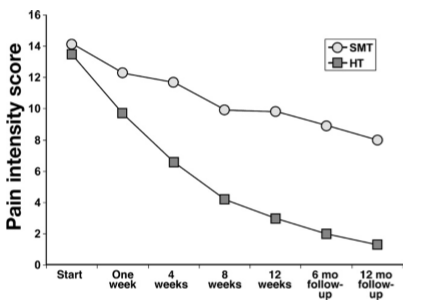 Pain intensity score
16
14
12
10
8
6
4
2
0
SMT
HT
Start
One
week
4
weeks
8
weeks
12
weeks
6 mo
follow-
up
12 mo
follow-
up